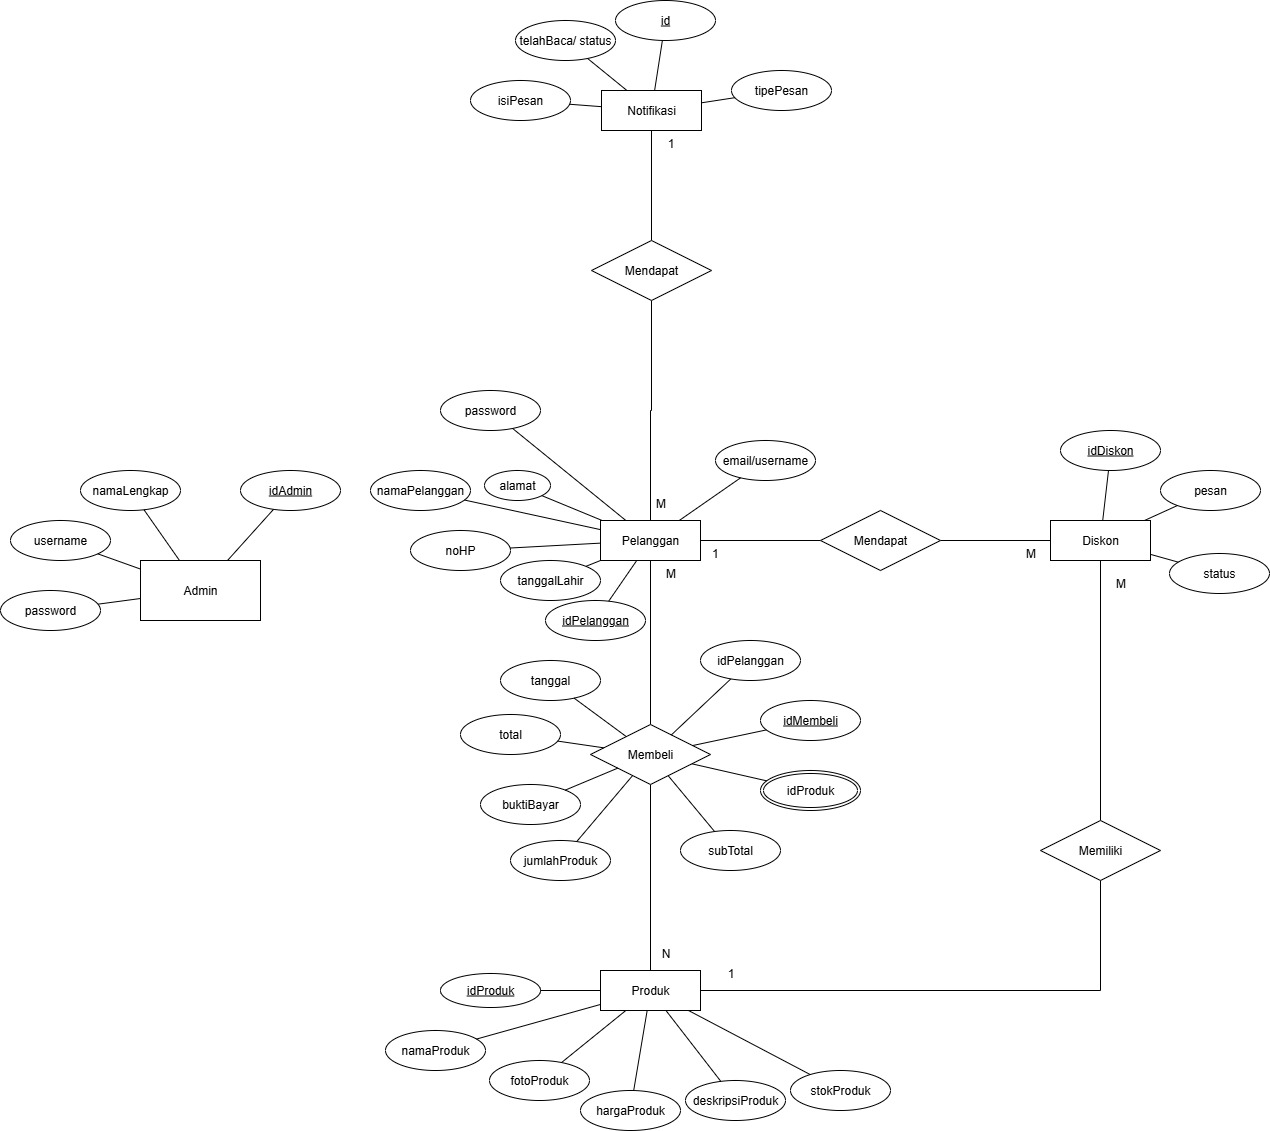 id
telahBaca/ status
tipePesan
isiPesan
Notifikasi
1
Mendapat
password
email/username
idDiskon
namaLengkap
idAdmin
namaPelanggan
alamat
pesan
M
username
noHP
Pelanggan
1
Mendapat
M
Diskon
tanggalLahir
M
status
M
Admin
password
idPelanggan
idPelanggan
tanggal
idMembeli
total
Membeli
idProduk
buktiBayar
jumlahProduk
subTotal
Memiliki
N
1
idProduk
Produk
namaProduk
fotoProduk
stokProduk
hargaProduk
deskripsiProduk